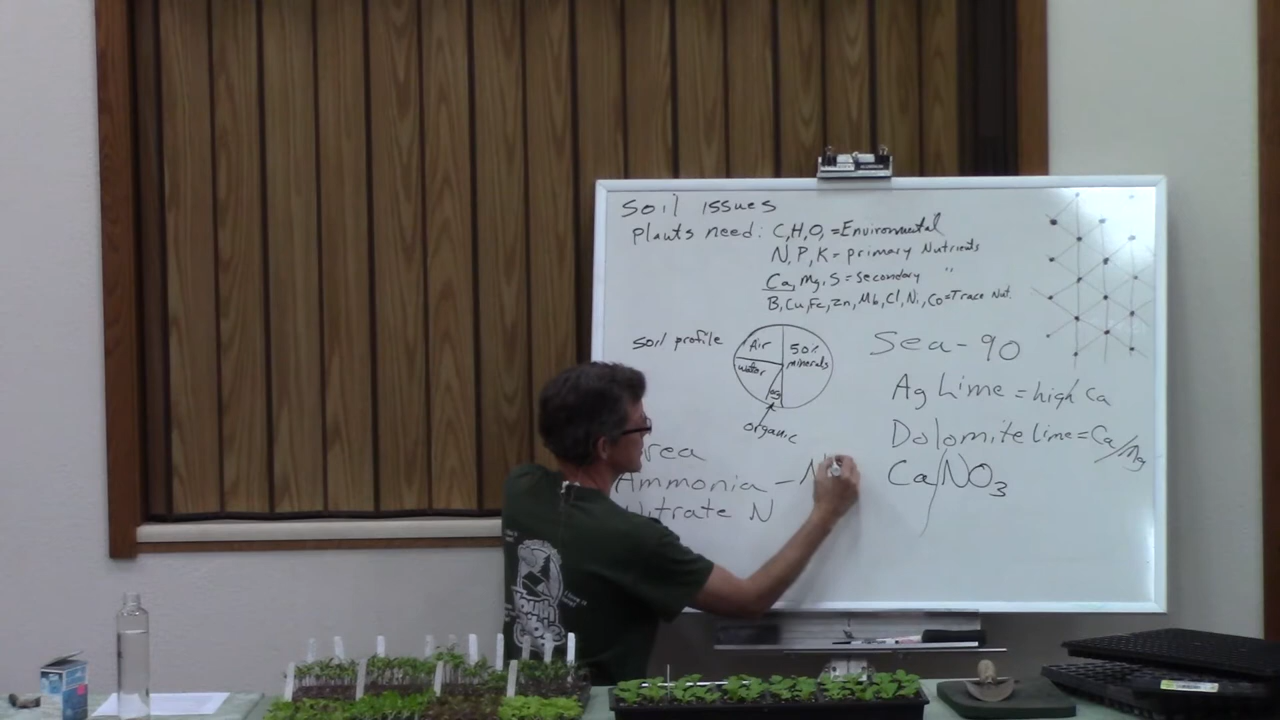 Soil Issues
Plants need: C,H,O, = Environmental
N, P, K = primary Nutrients
Ca, Mg, S = Secondary "
B, Cu, Fe, Zn, Mb, Cl, Ni, Co = Trace Nut.
Soil profile
Air
50%
minerals
water
organic
Sea-90
Ag Lime = high Ca
Dolomite Lime = Ca/Mg
rea
Ammonia - N
Nitrate N
Ca/NO3
Youth